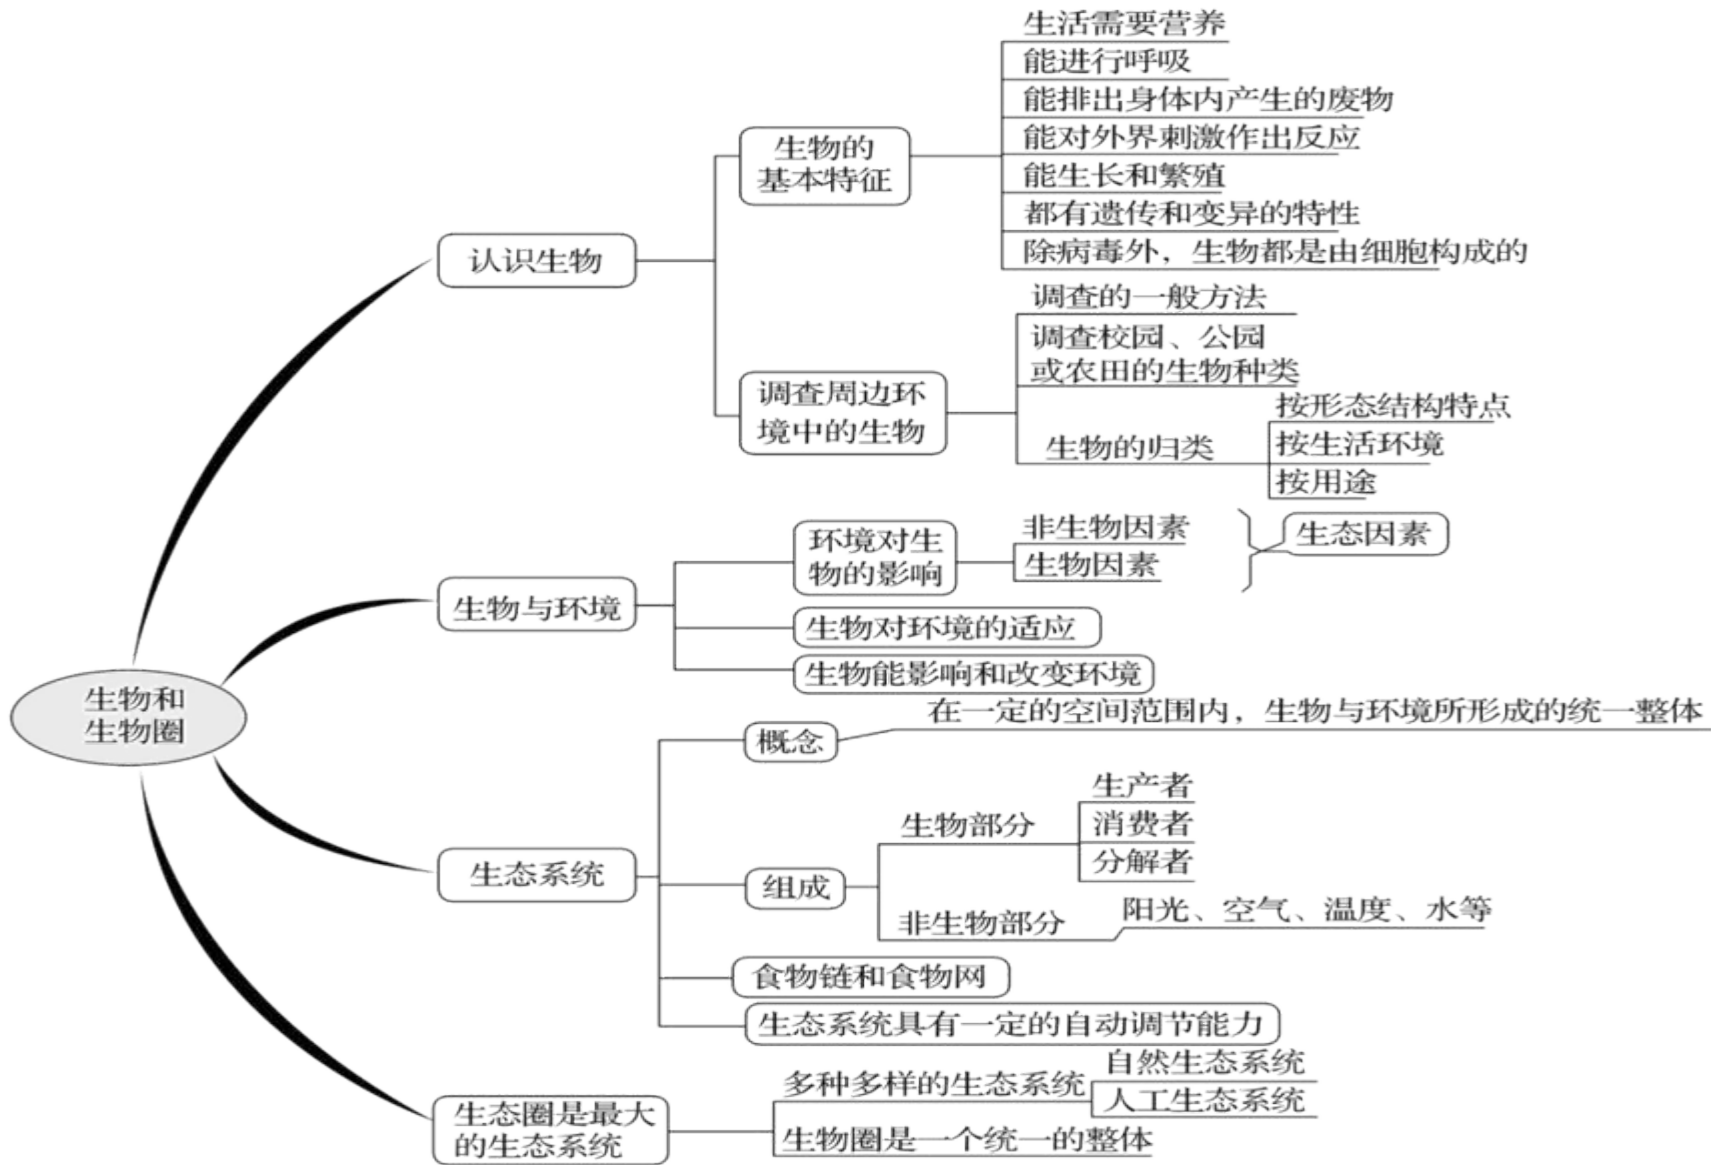 生物和
生物圈
认识生物
生物的
基本特征
生活需要营养
能进行呼吸
能排出身体内产生的废物
能对外界刺激作出反应
能生长和繁殖
都有遗传和变异的特性
除病毒外，生物都是由细胞构成的
调查周边环
境中的生物
调查的一般方法
调查校园、公园
或农田的生物种类
生物的归类
按形态结构特点
按生活环境
按用途
生物与环境
环境对生
物的影响
非生物因素
生物因素
生态因素
生物对环境的适应
生物能影响和改变环境
生态系统
概念
在一定的空间范围内，生物与环境所形成的统一整体
组成
生物部分
生产者
消费者
分解者
非生物部分
阳光、空气、温度、水等
食物链和食物网
生态系统具有一定的自动调节能力
生态圈是最大
的生态系统
多种多样的生态系统
自然生态系统
人工生态系统
生物圈是一个统一的整体